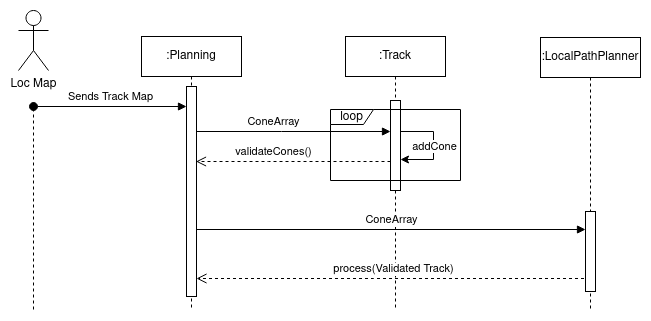 :Planning
:Track
:LocalPathPlanner
Loc Map
Sends Track Map
loop
ConeArray
addCone
validateCones()
ConeArray
process(Validated Track)